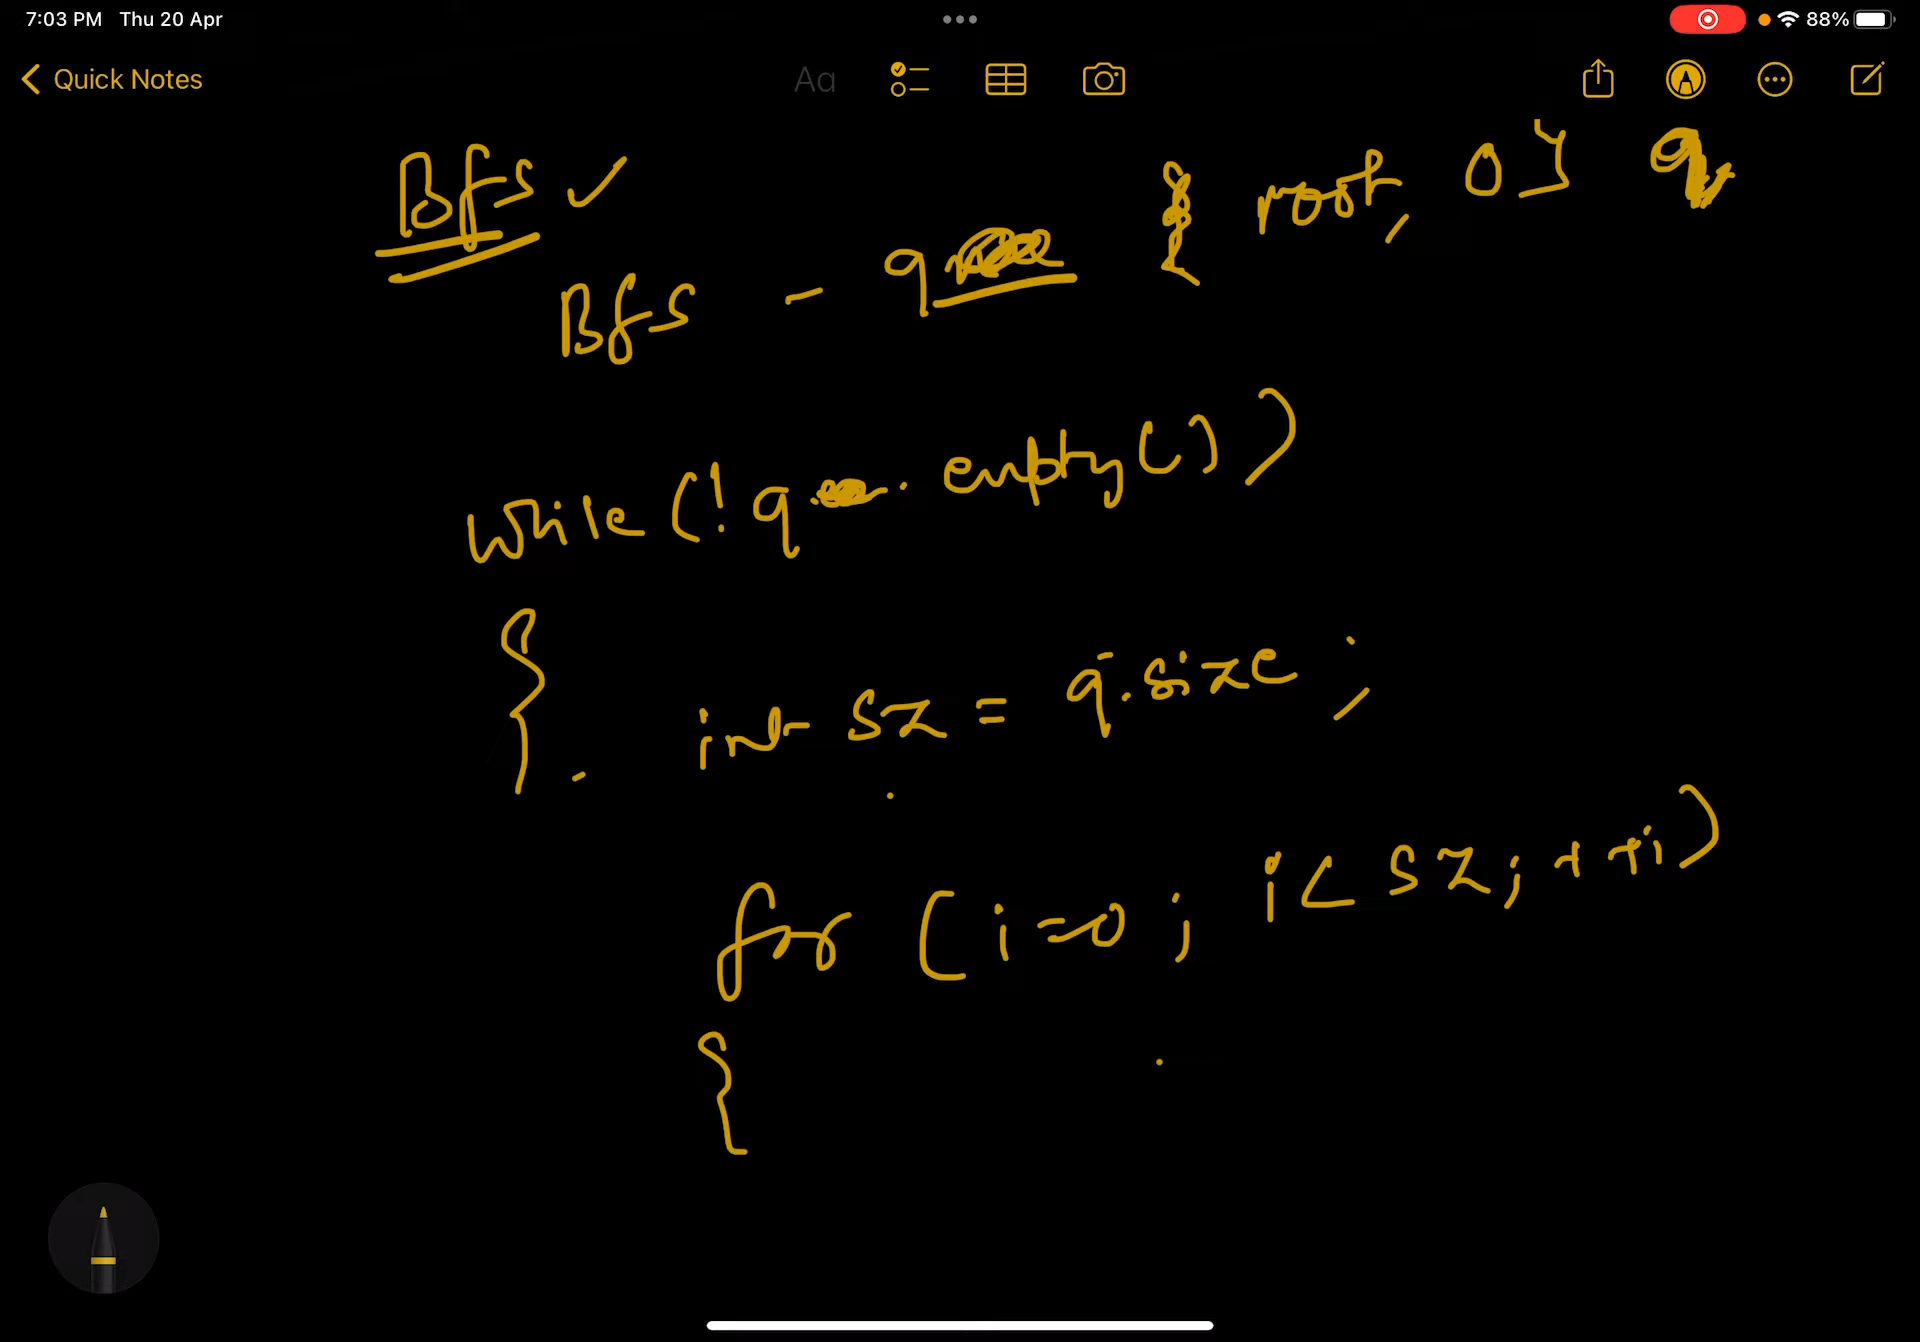 7:03 PM Thu 20 Apr
88%
Quick Notes
Aa
Bfs ✓
Bfs - q { root, 0 } q
while (! q . empty ( ) )
{ int sz = q.size ;
for ( i=0 ; i < sz ; ++i )
{